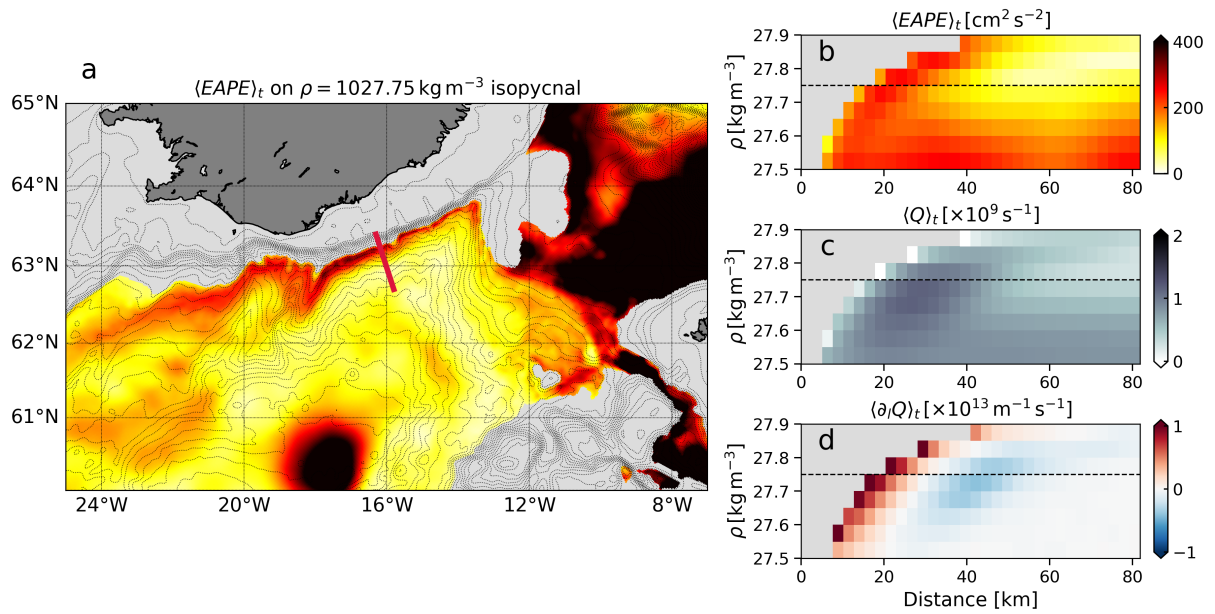 a
⟨EAPE⟩t on ρ = 1027.75 kg m−3 isopycnal
65°N
64°N
63°N
62°N
61°N
24°W
20°W
16°W
12°W
8°W
⟨EAPE⟩t [cm2 s−2]
b
27.9
27.8
27.7
27.6
27.5
ρ [kg m−3]
0
20
40
60
80
400
200
0
⟨Q⟩t [×109 s−1]
c
27.9
27.8
27.7
27.6
27.5
ρ [kg m−3]
0
20
40
60
80
2
1
0
⟨∂lQ⟩t [×1013 m−1 s−1]
d
27.9
27.8
27.7
27.6
27.5
ρ [kg m−3]
0
20
40
60
80
Distance [km]
1
0
−1